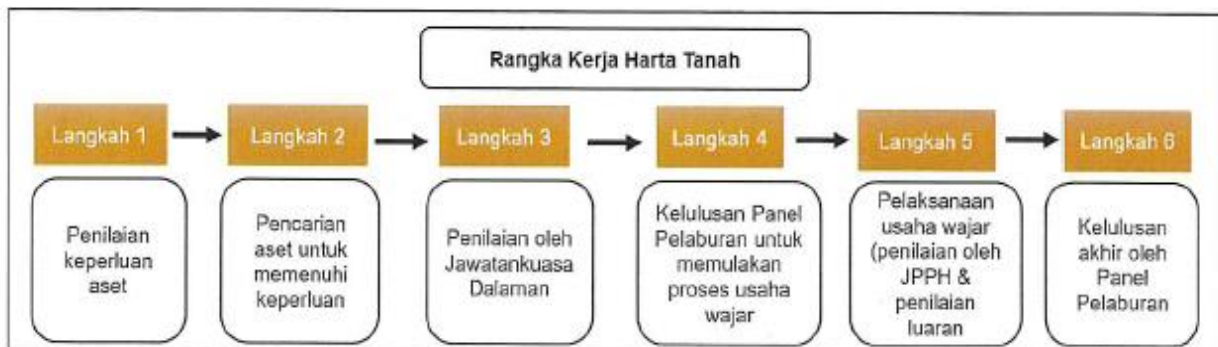 Rangka Kerja Harta Tanah
Langkah 1
Langkah 2
Langkah 3
Langkah 4
Langkah 5
Langkah 6
Penilaian
keperluan
aset
Pencarian
aset untuk
memenuhi
keperluan
Penilaian oleh
Jawatankuasa
Dalaman
Kelulusan Panel
Pelaburan untuk
memulakan
proses usaha
wajar
Pelaksanaan
usaha wajar
(penilaian oleh
JPPH &
penilaian
luaran
Kelulusan
akhir oleh
Panel
Pelaburan